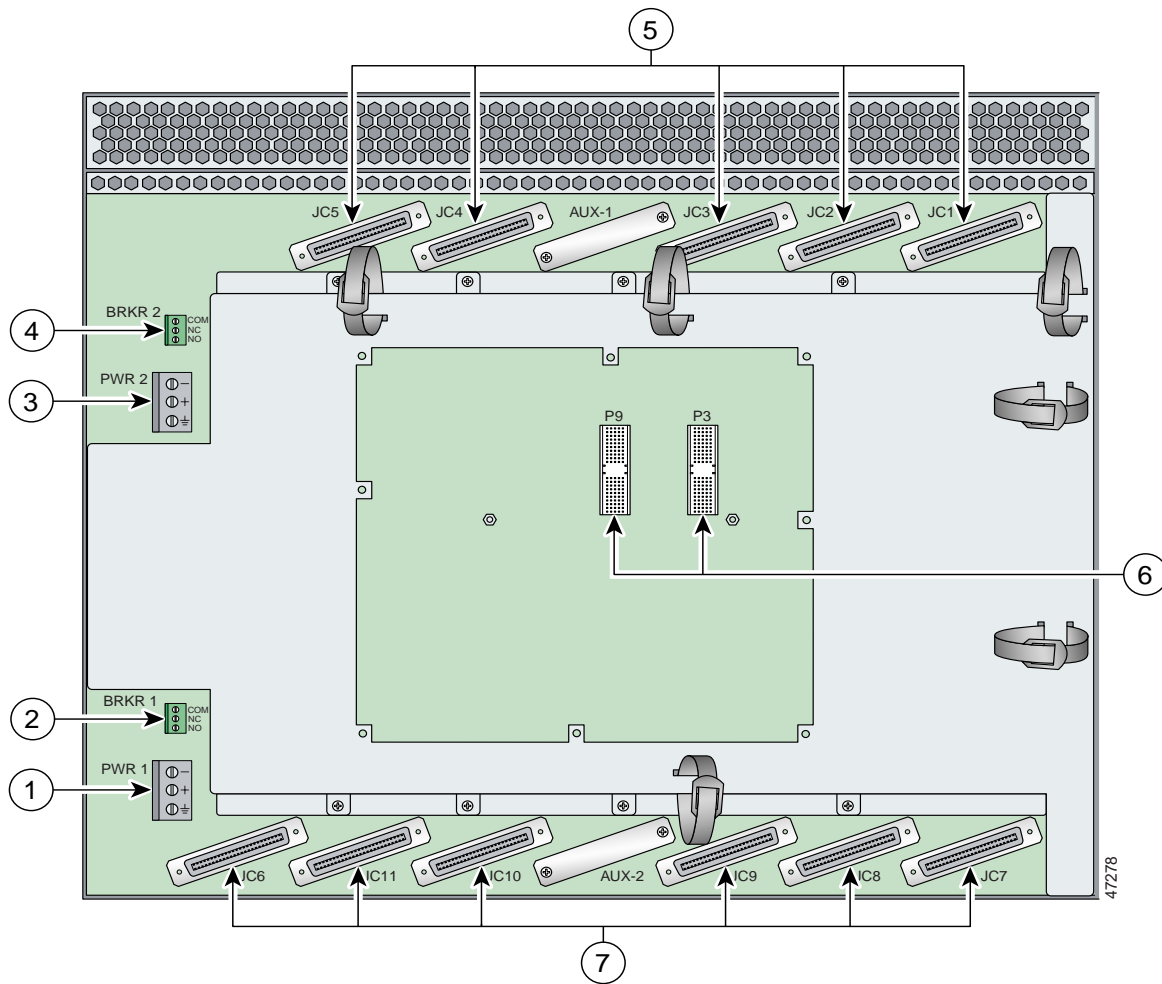 5
JC5 JC4 AUX-1 JC3 JC2 JC1
BRKR 2
COM
NC
NO
4
PWR 2
−
+
3
P9 P3
6
BRKR 1
COM
NC
NO
2
PWR 1
−
+
1
JC6 JC11 JC10 AUX-2 JC9 JC8 JC7
47278
7